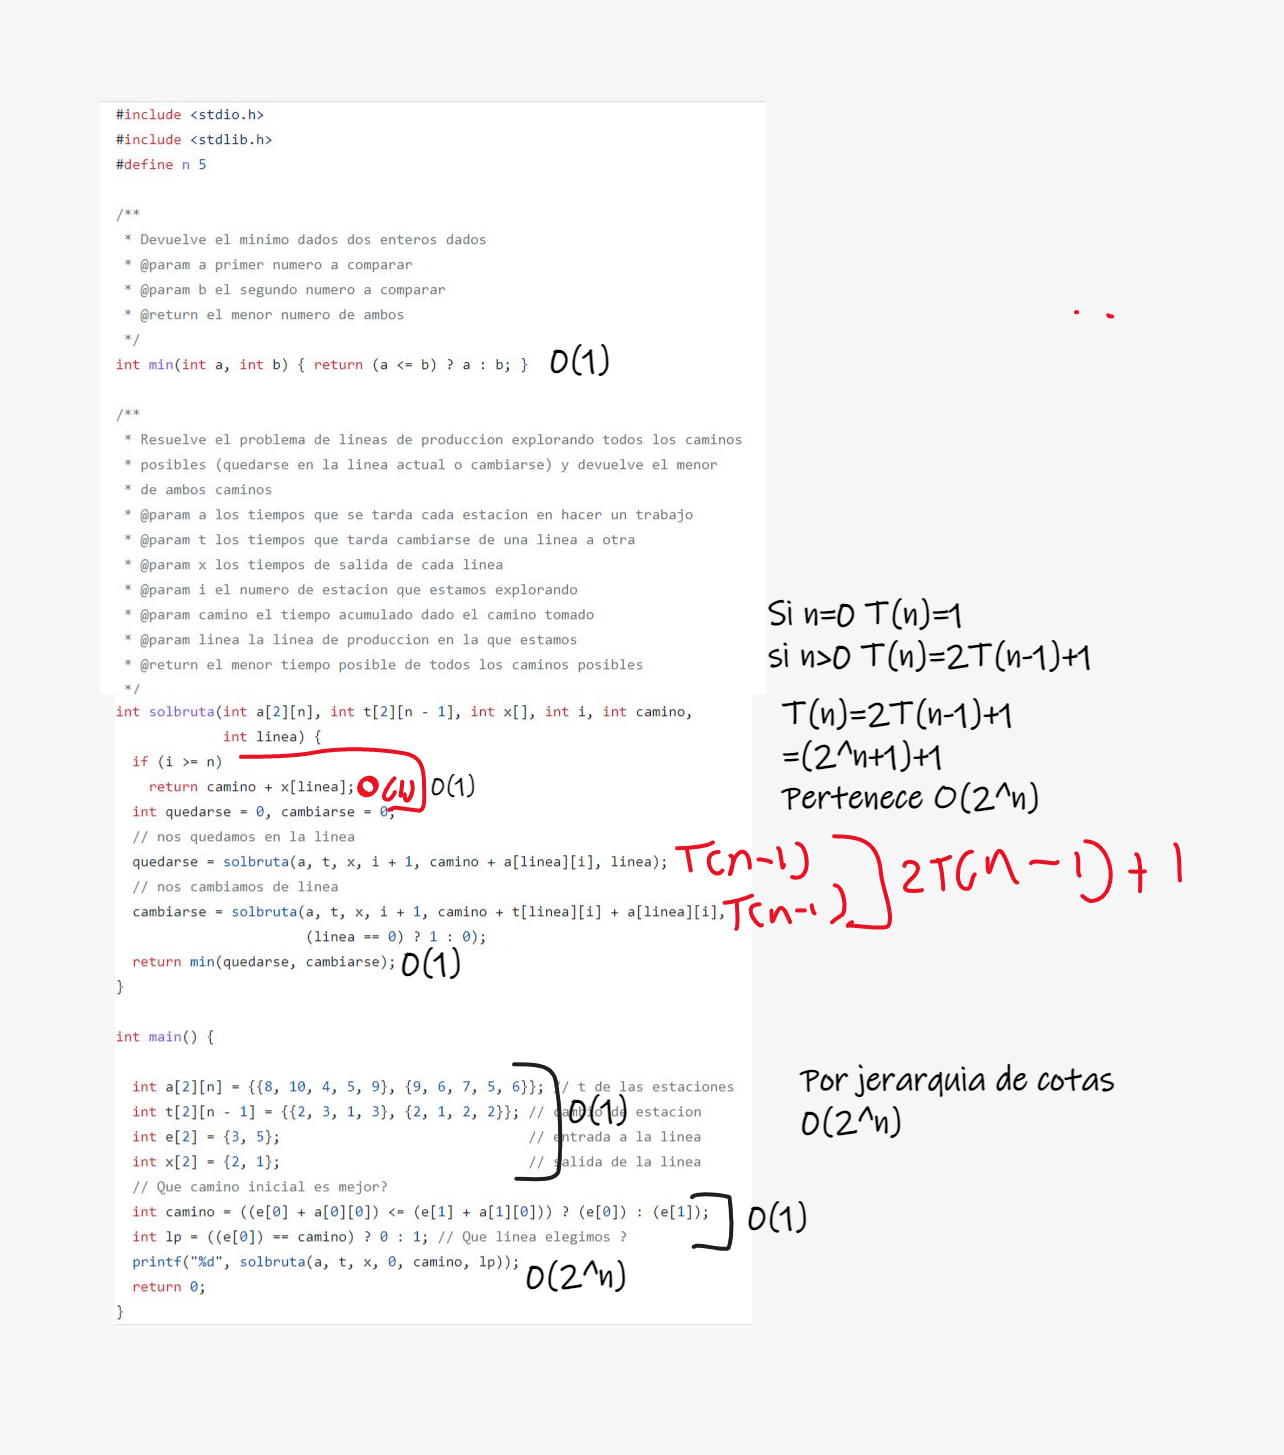 #include <stdio.h>
#include <stdlib.h>
#define n 5
/**
* Devuelve el minimo dados dos enteros dados
* @param a primer numero a comparar
* @param b el segundo numero a comparar
* @return el menor numero de ambos
*/
int min(int a, int b) { return (a <= b) ? a : b; } O(1)
/**
* Resuelve el problema de lineas de produccion explorando todos los caminos
* posibles (quedarse en la linea actual o cambiarse) y devuelve el menor
* de ambos caminos
* @param a los tiempos que se tarda cada estacion en hacer un trabajo
* @param t los tiempos que tarda cambiarse de una linea a otra
* @param x los tiempos de salida de cada linea
* @param i el numero de estacion que estamos explorando
* @param camino el tiempo acumulado dado el camino tomado
* @param linea la linea de produccion en la que estamos
* @return el menor tiempo posible de todos los caminos posibles
*/
Si n=0 T(n)=1
si n>0 T(n)=2T(n-1)+1
T(n)=2T(n-1)+1
=(2^n+1)+1
Pertenece O(2^n)
int solbruta(int a[2][n], int t[2][n - 1], int x[], int i, int camino,
int linea) {
if (i >= n)
return camino + x[linea]; O(1)
int quedarse = 0, cambiarse = 0;
// nos quedamos en la linea
quedarse = solbruta(a, t, x, i + 1, camino + a[linea][i], linea); T(n-1)
// nos cambiamos de linea
2T(n-1)+1
cambiarse = solbruta(a, t, x, i + 1, camino + t[linea][i] + a[linea][i], T(n-1)
(linea == 0) ? 1 : 0);
return min(quedarse, cambiarse); O(1)
}
int main() {
int a[2][n] = {{8, 10, 4, 5, 9}, {9, 6, 7, 5, 6}}; // t de las estaciones
int t[2][n - 1] = {{2, 3, 1, 3}, {2, 1, 2, 2}}; // cambio de estacion
O(1)
int e[2] = {3, 5}; // entrada a la linea
int x[2] = {2, 1}; // salida de la linea
Por jerarquia de cotas
O(2^n)
// Que camino inicial es mejor?
int camino = ((e[0] + a[0][0]) <= (e[1] + a[1][0])) ? (e[0]) : (e[1]);
O(1)
int lp = ((e[0]) == camino) ? 0 : 1; // Que linea elegimos ?
printf("%d", solbruta(a, t, x, 0, camino, lp)); O(2^n)
return 0;
}